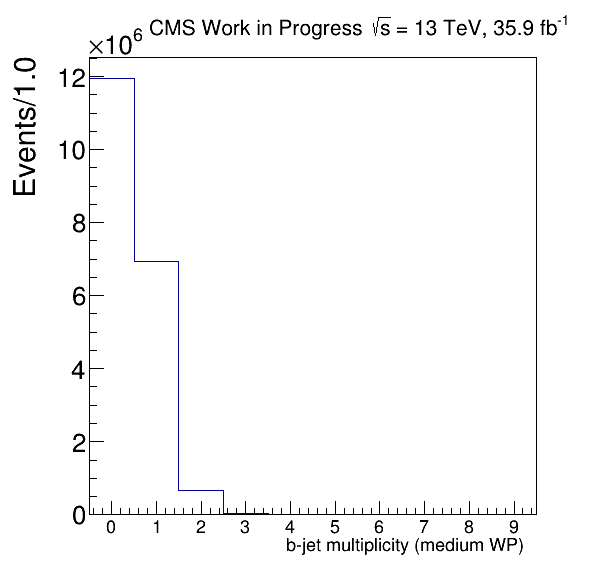 ×10⁶ CMS Work in Progress √s = 13 TeV, 35.9 fb⁻¹
Events/1.0
12
10
8
6
4
2
0
0 1 2 3 4 5 6 7 8 9
b-jet multiplicity (medium WP)